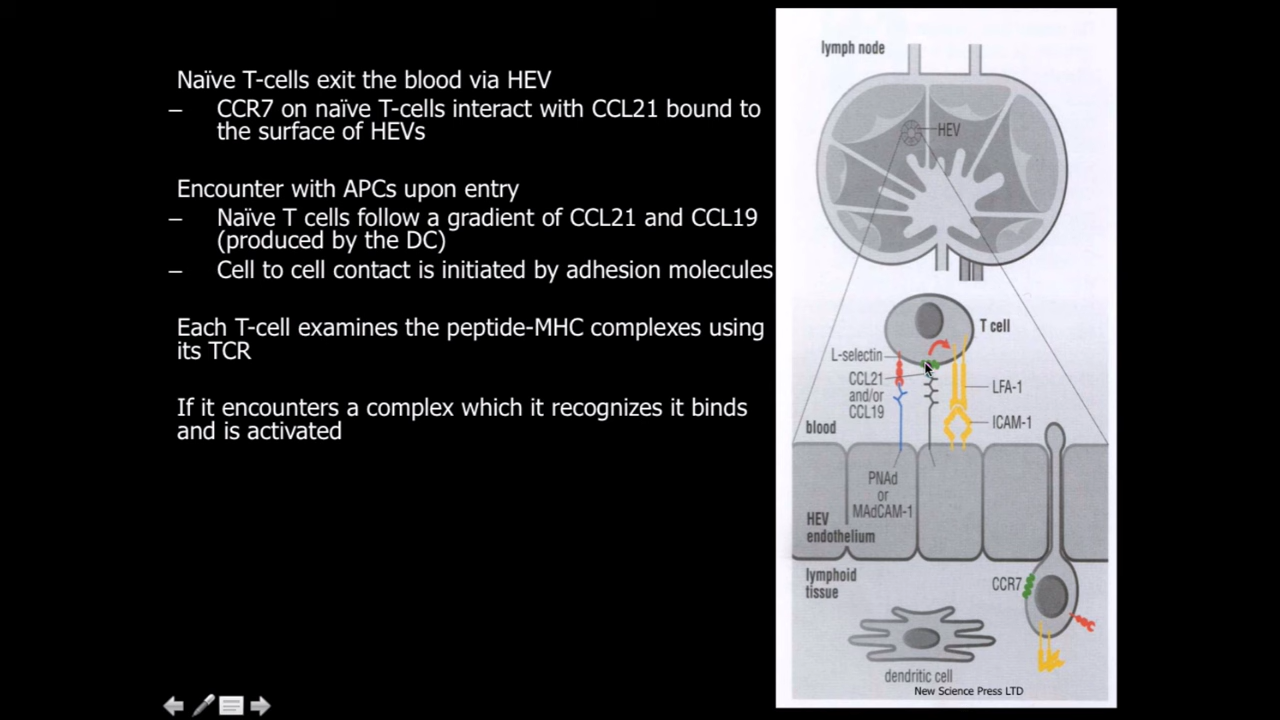 Naïve T-cells exit the blood via HEV
– CCR7 on naïve T-cells interact with CCL21 bound to
the surface of HEVs
Encounter with APCs upon entry
– Naïve T cells follow a gradient of CCL21 and CCL19
(produced by the DC)
– Cell to cell contact is initiated by adhesion molecules
Each T-cell examines the peptide-MHC complexes using
its TCR
If it encounters a complex which it recognizes it binds
and is activated
lymph node
HEV
T cell
L-selectin
CCL21
and/or
CCL19
LFA-1
ICAM-1
blood
PNAd
or
MAdCAM-1
HEV
endothelium
lymphoid
tissue
CCR7
dendritic cell
New Science Press LTD